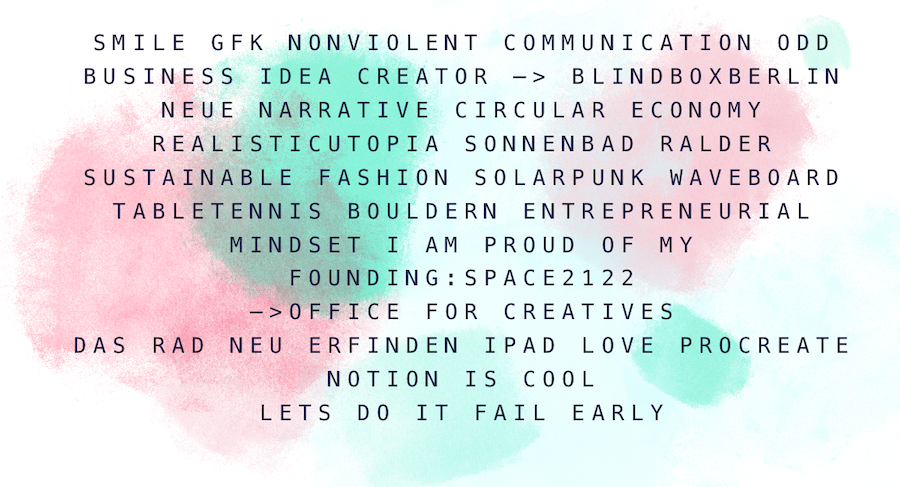 SMILE GFK NONVIOLENT COMMUNICATION ODD
BUSINESS IDEA CREATOR —> BLINDBOXBERLIN
NEUE NARRATIVE CIRCULAR ECONOMY
REALISTICUTOPIA SONNENBAD RALDER
SUSTAINABLE FASHION SOLARPUNK WAVEBOARD
TABLETENNIS BOULDERN ENTREPRENEURIAL
MINDSET I AM PROUD OF MY
FOUNDING:SPACE2122
—>OFFICE FOR CREATIVES
DAS RAD NEU ERFINDEN IPAD LOVE PROCREATE
NOTION IS COOL
LETS DO IT FAIL EARLY